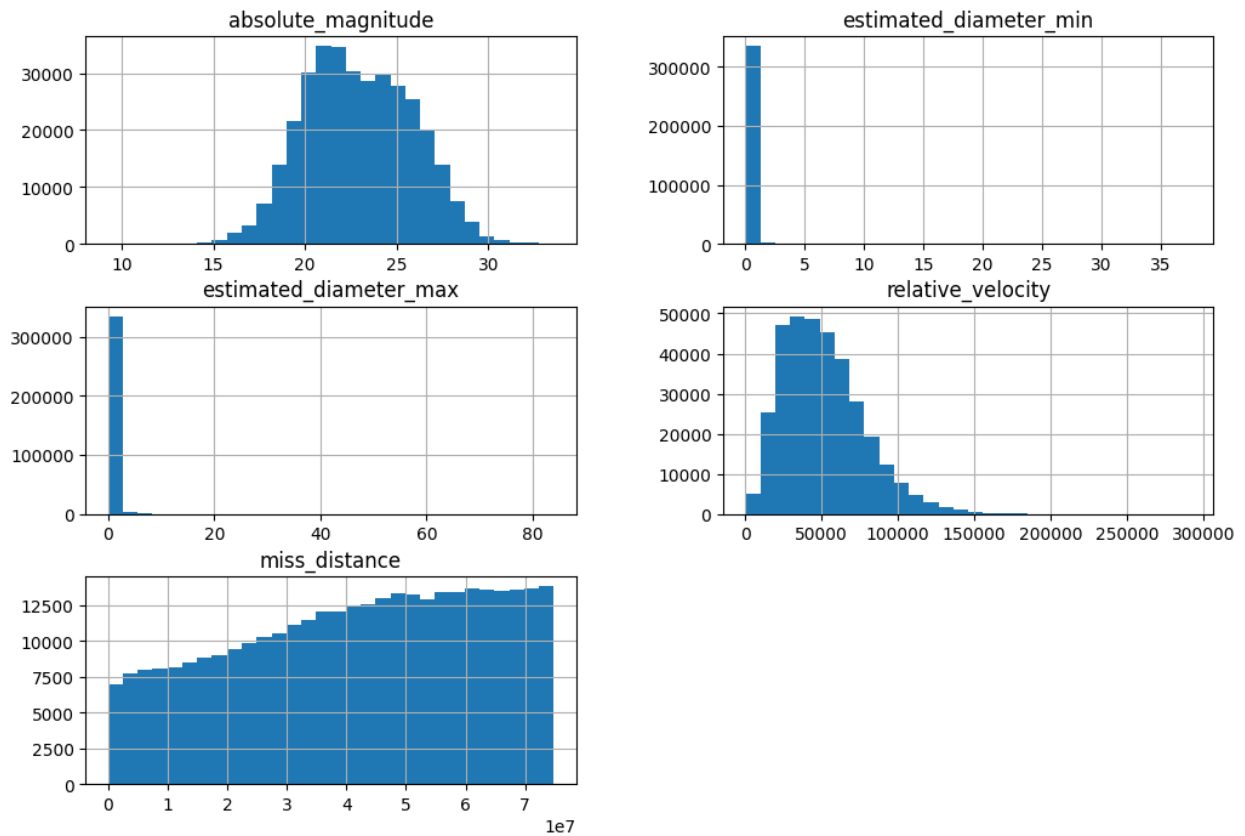 absolute_magnitude
30000
20000
10000
0
10 15 20 25 30
estimated_diameter_min
300000
200000
100000
0
0 5 10 15 20 25 30 35
estimated_diameter_max
300000
200000
100000
0
0 20 40 60 80
relative_velocity
50000
40000
30000
20000
10000
0
0 50000 100000 150000 200000 250000 300000
miss_distance
12500
10000
7500
5000
2500
0
0 1 2 3 4 5 6 7
1e7